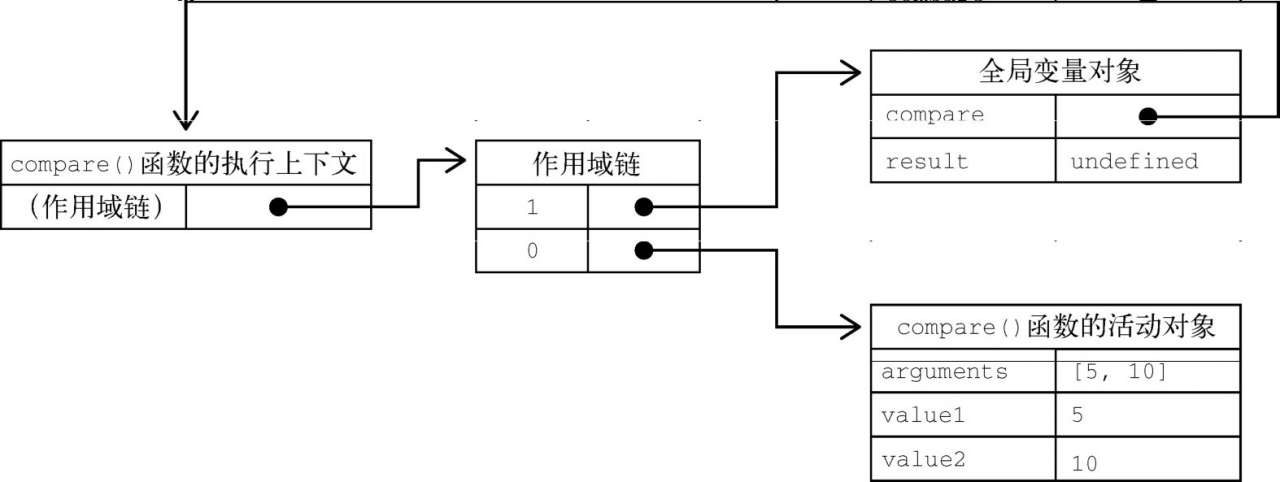 全局变量对象
compare
result undefined
compare()函数的执行上下文
(作用域链)
作用域链
1
0
compare()函数的活动对象
arguments [5, 10]
value1 5
value2 10